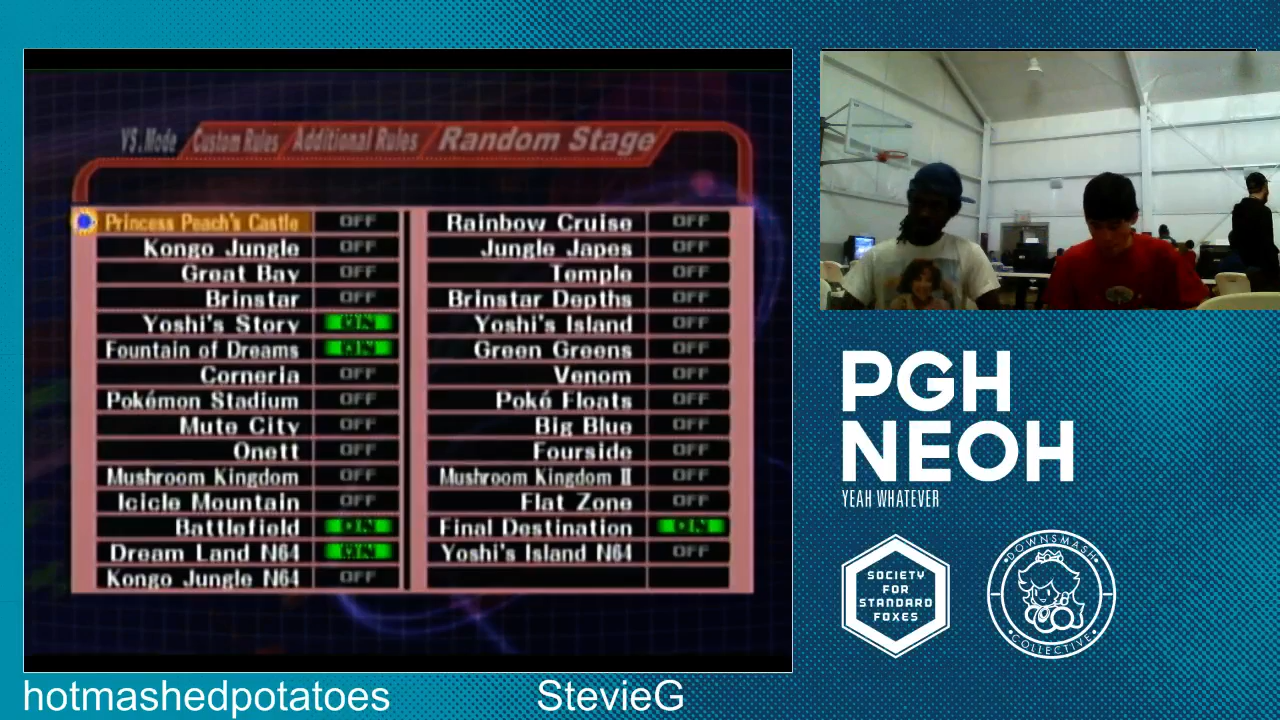 VS. Mode Custom Rules Additional Rules Random Stage
Princess Peach's Castle OFF Rainbow Cruise OFF
Kongo Jungle OFF Jungle Japes OFF
Great Bay OFF Temple OFF
Brinstar OFF Brinstar Depths OFF
Yoshi's Story ON Yoshi's Island OFF
Fountain of Dreams ON Green Greens OFF
Corneria OFF Venom OFF
Pokémon Stadium OFF Poké Floats OFF
Mute City OFF Big Blue OFF
Onett OFF Fourside OFF
Mushroom Kingdom OFF Mushroom Kingdom II OFF
Icicle Mountain OFF Flat Zone OFF
Battlefield ON Final Destination ON
Dream Land N64 ON Yoshi's Island N64 OFF
Kongo Jungle N64 OFF
PGH
NEOH
YEAH WHATEVER
SOCIETY
FOR
STANDARD
FOXES
DOWNSMASH
COLLECTIVE
hotmashedpotatoes
StevieG